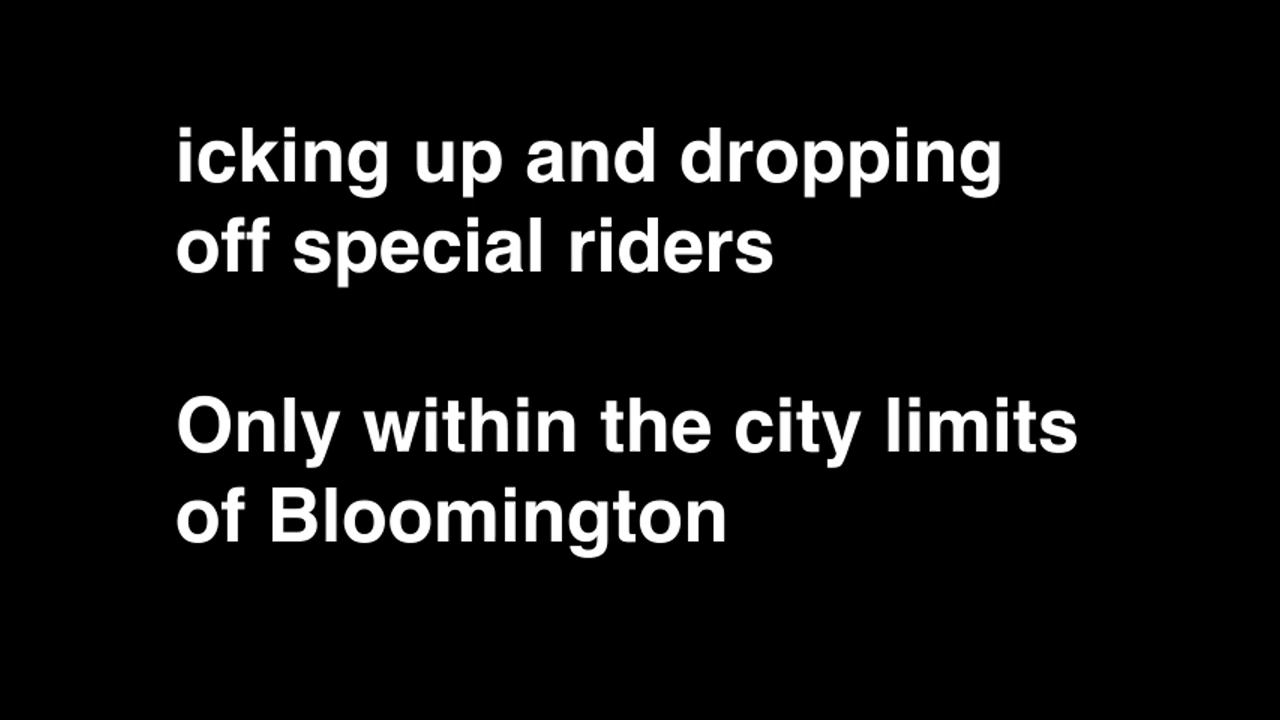 icking up and dropping
off special riders
Only within the city limits
of Bloomington